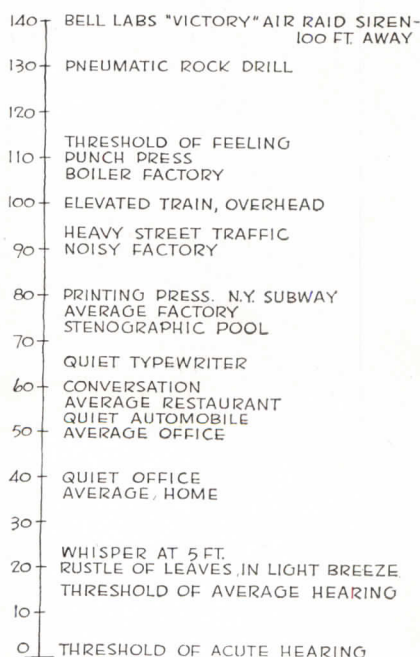 140 BELL LABS "VICTORY" AIR RAID SIREN-
100 FT. AWAY
130 PNEUMATIC ROCK DRILL
120
THRESHOLD OF FEELING
110 PUNCH PRESS
BOILER FACTORY
100 ELEVATED TRAIN, OVERHEAD
HEAVY STREET TRAFFIC
90 NOISY FACTORY
80 PRINTING PRESS. N.Y. SUBWAY
AVERAGE FACTORY
STENOGRAPHIC POOL
70
QUIET TYPEWRITER
60 CONVERSATION
AVERAGE RESTAURANT
QUIET AUTOMOBILE
50 AVERAGE OFFICE
40 QUIET OFFICE
AVERAGE, HOME
30
WHISPER AT 5 FT.
20 RUSTLE OF LEAVES, IN LIGHT BREEZE
THRESHOLD OF AVERAGE HEARING
10
0 THRESHOLD OF ACUTE HEARING